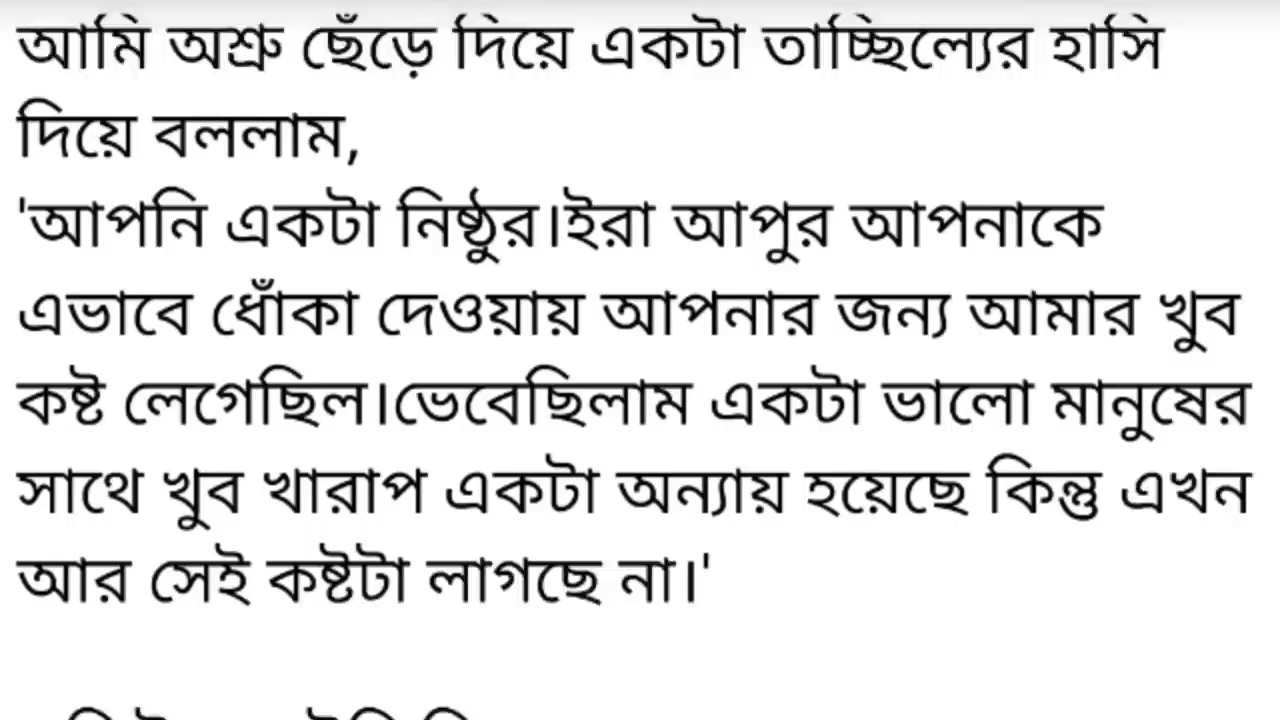 আমি অশ্রু ছেঁড়ে দিয়ে একটা তাচ্ছিল্যের হাসি
দিয়ে বললাম,
'আপনি একটা নিষ্ঠুর।ইরা আপুর আপনাকে
এভাবে ধোঁকা দেওয়ায় আপনার জন্য আমার খুব
কষ্ট লেগেছিল।ভেবেছিলাম একটা ভালো মানুষের
সাথে খুব খারাপ একটা অন্যায় হয়েছে কিন্তু এখন
আর সেই কষ্টটা লাগছে না।'